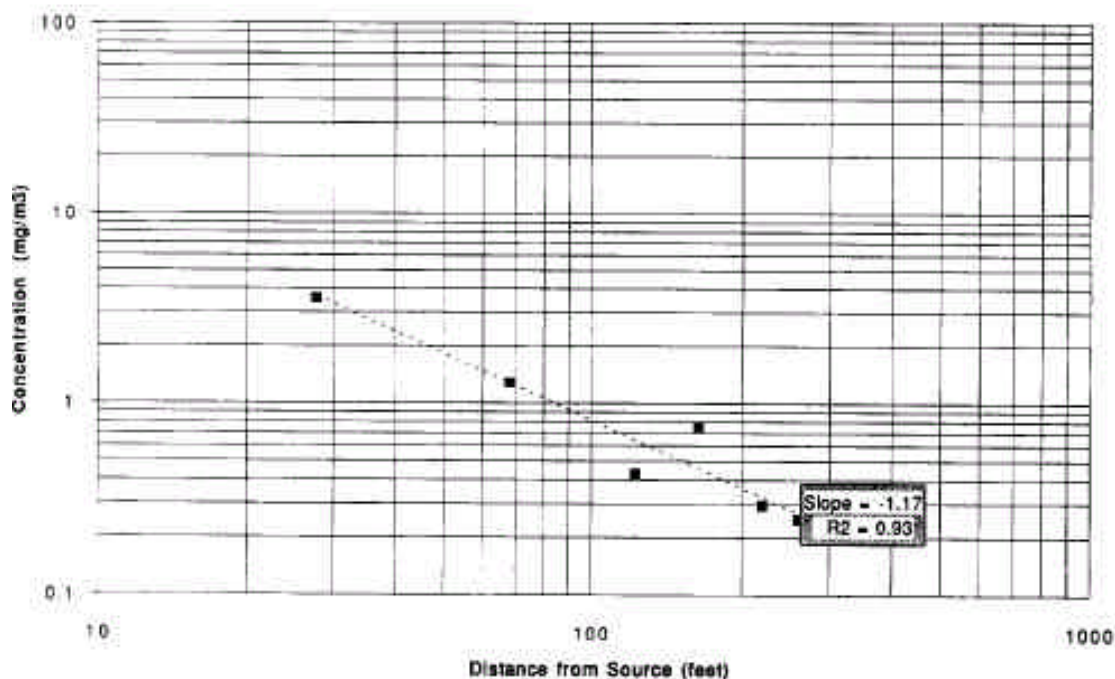 100
10
1
0.1
Concentration (mg/m3)
Slope = -1.17
R2 = 0.93
10
100
1000
Distance from Source (feet)